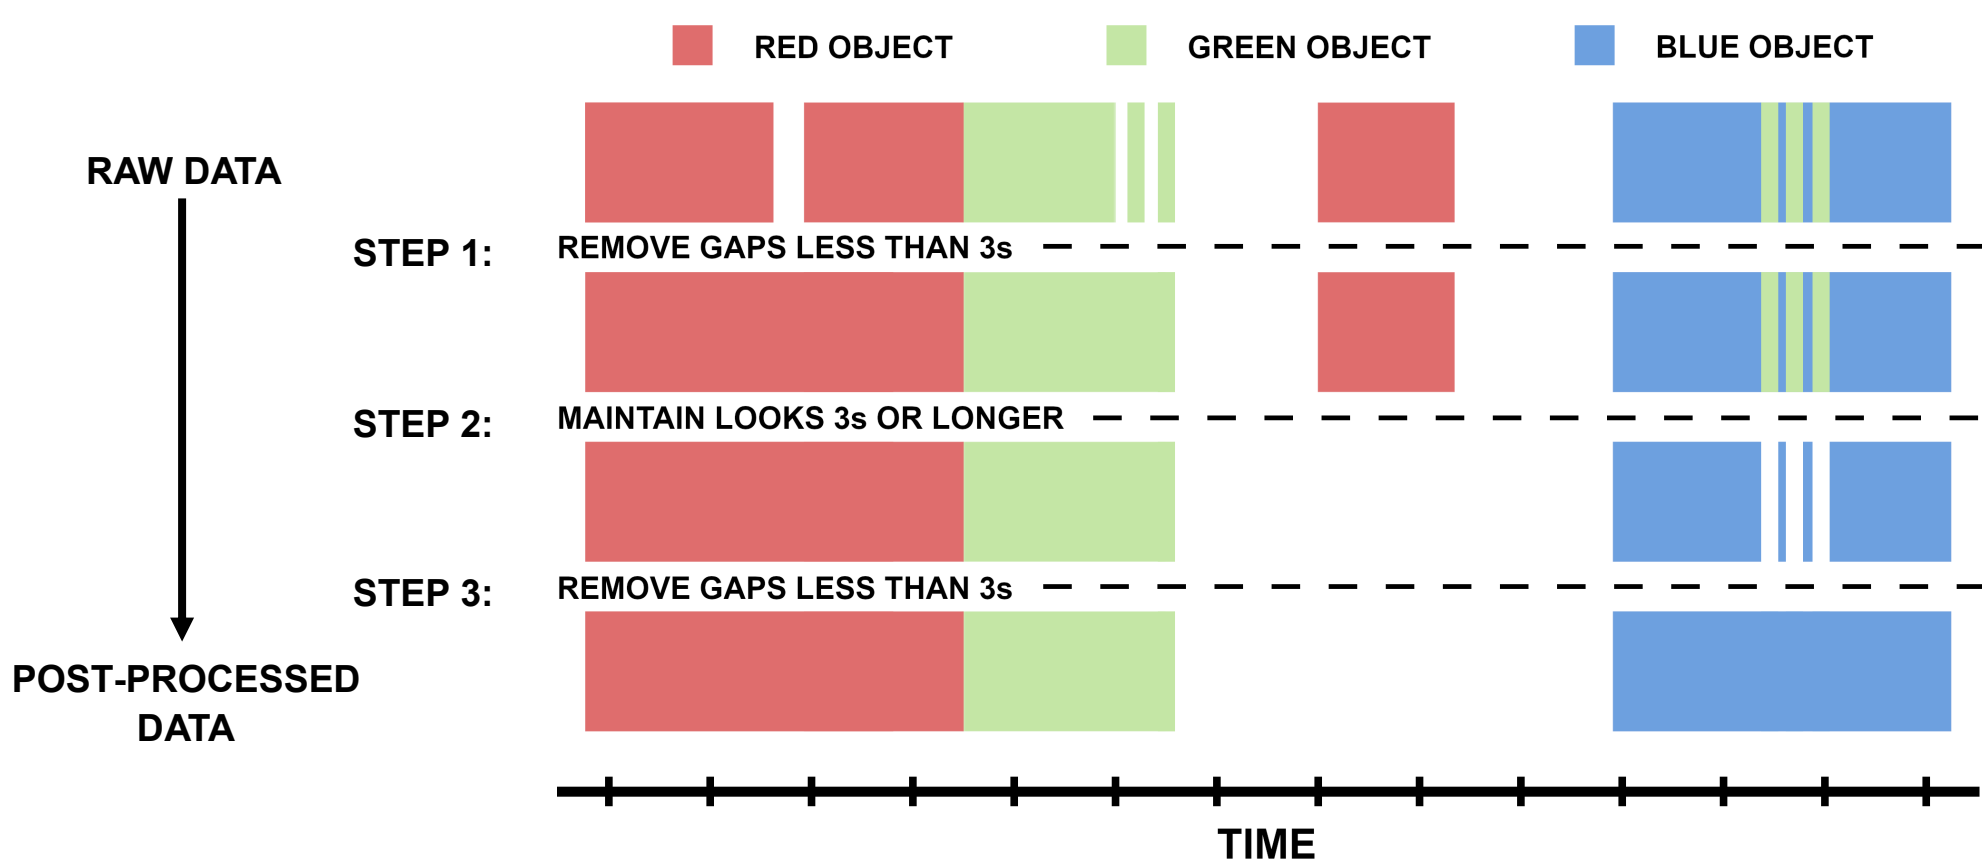 RED OBJECT
GREEN OBJECT
BLUE OBJECT
RAW DATA
STEP 1:
REMOVE GAPS LESS THAN 3s
STEP 2:
MAINTAIN LOOKS 3s OR LONGER
STEP 3:
REMOVE GAPS LESS THAN 3s
POST-PROCESSED
DATA
TIME